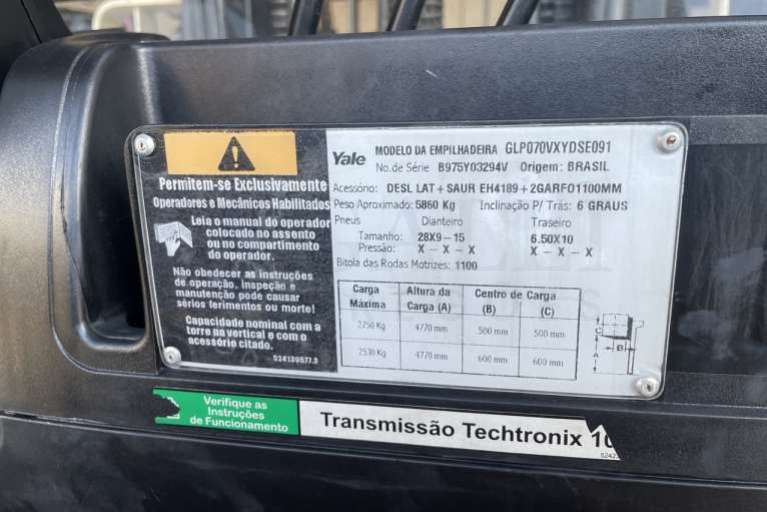 Permitem-se Exclusivamente
Operadores e Mecânicos Habilitados
Leia o manual do operador
colocado no assento
ou no compartimento
do operador.
Não obedecer as instruções
de operação, inspeção e
manutenção pode causar
sérios ferimentos ou morte!
Capacidade nominal com a
torre na vertical e com o
acessório citado.
Yale MODELO DA EMPILHADEIRA GLP070VXYDSE091
No.de Série B975Y03294V Origem: BRASIL
Acessório: DESL LAT+SAUR EH4189+2GARFO1100MM
Peso Aproximado: 5860 Kg Inclinação P/ Trás: 6 GRAUS
Pneus Dianteiro Traseiro
Tamanho: 28X9-15 6.50X10
Pressão: X - X - X X - X - X
Bitola das Rodas Motrizes: 1100
Carga Máxima Altura da Carga (A) Centro de Carga (B) (C)
2750 Kg 4770 mm 500 mm 500 mm
2530 Kg 4770 mm 600 mm 600 mm
C
B
A
Verifique as
Instruções
de Funcionamento
Transmissão Techtronix 10